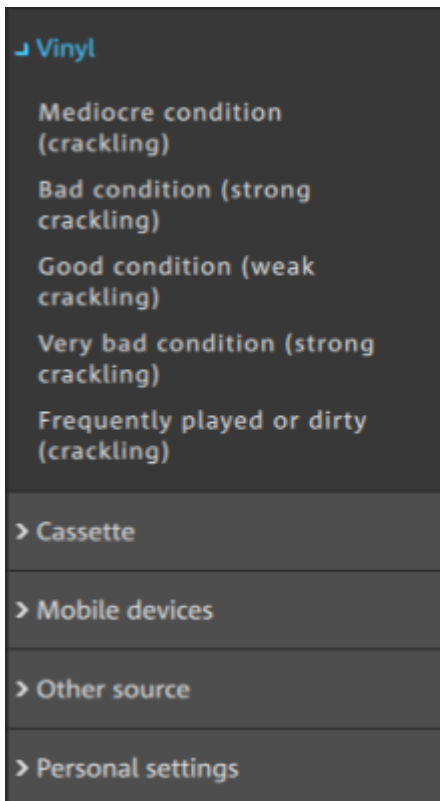 Vinyl
Mediocre condition
(crackling)
Bad condition (strong
crackling)
Good condition (weak
crackling)
Very bad condition (strong
crackling)
Frequently played or dirty
(crackling)
Cassette
Mobile devices
Other source
Personal settings